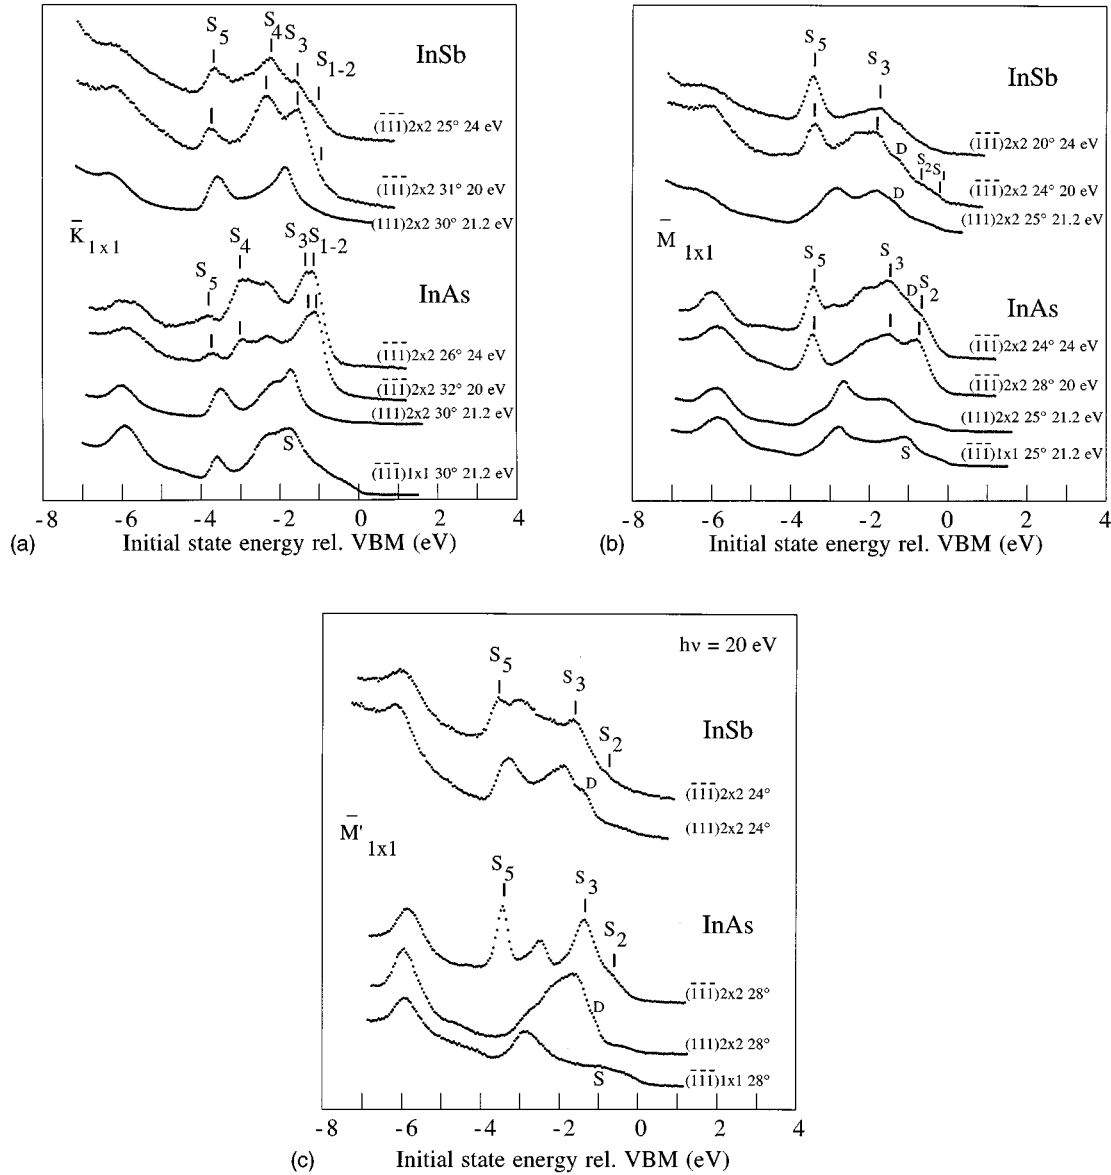 S5 S4 S3 S1-2 InSb
(1̅1̅1̅)2x2 25° 24 eV
(1̅1̅1̅)2x2 31° 20 eV
(111)2x2 30° 21.2 eV
K̅ 1x1
S5 S4 S3 S1-2 InAs
(1̅1̅1̅)2x2 26° 24 eV
(1̅1̅1̅)2x2 32° 20 eV
(111)2x2 30° 21.2 eV
S
(1̅1̅1̅)1x1 30° 21.2 eV
-8 -6 -4 -2 0 2 4
(a) Initial state energy rel. VBM (eV)
S5 S3 InSb
(1̅1̅1̅)2x2 20° 24 eV
D S2 S1
(1̅1̅1̅)2x2 24° 20 eV
D
(111)2x2 25° 21.2 eV
M̅ 1x1
S5 S3 D S2 InAs
(1̅1̅1̅)2x2 24° 24 eV
(1̅1̅1̅)2x2 28° 20 eV
(111)2x2 25° 21.2 eV
S
(1̅1̅1̅)1x1 25° 21.2 eV
-8 -6 -4 -2 0 2 4
(b) Initial state energy rel. VBM (eV)
hν = 20 eV
S5 S3 S2 InSb
(1̅1̅1̅)2x2 24°
D
(111)2x2 24°
M̅' 1x1
S5 S3 S2 InAs
(1̅1̅1̅)2x2 28°
D
(111)2x2 28°
S
(1̅1̅1̅)1x1 28°
-8 -6 -4 -2 0 2 4
(c) Initial state energy rel. VBM (eV)